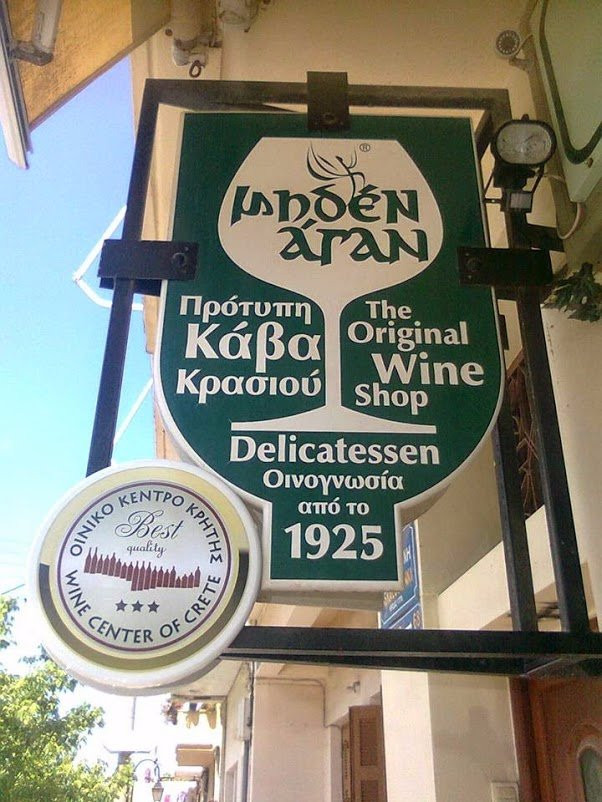 ®
μηδέν
άγαν
Πρότυπη
Κάβα
Κρασιού
The
Original
Wine
Shop
Delicatessen
Οινογνωσία
από το
1925
ΟΙΝΙΚΟ ΚΕΝΤΡΟ ΚΡΗΤΗΣ
Best
quality
WINE CENTER OF CRETE